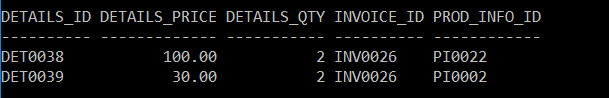 DETAILS_ID DETAILS_PRICE DETAILS_QTY INVOICE_ID PROD_INFO_ID
---------- ------------- ----------- ---------- ------------
DET0038           100.00           2 INV0026    PI0022
DET0039            30.00           2 INV0026    PI0002